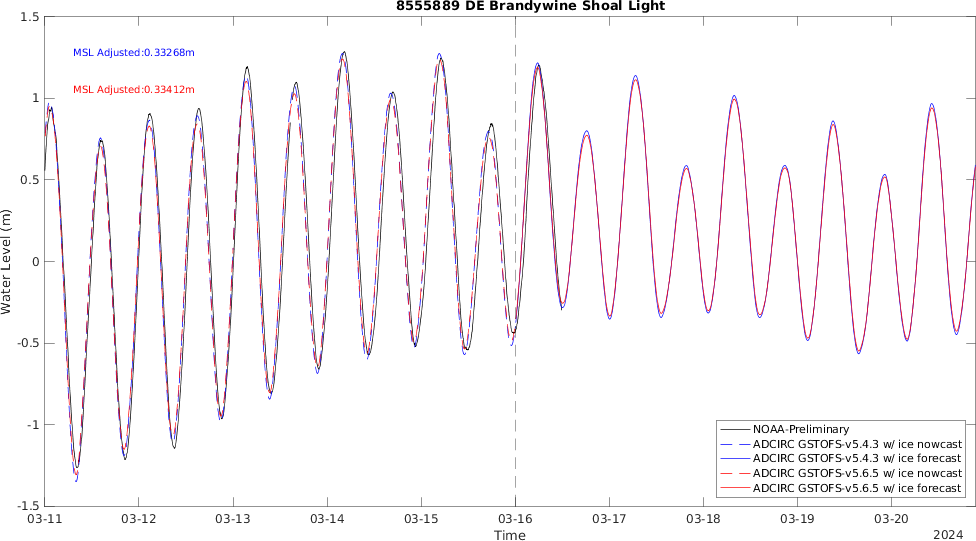 8555889 DE Brandywine Shoal Light
MSL Adjusted:0.33268m
MSL Adjusted:0.33412m
Water Level (m)
1.5
1
0.5
0
-0.5
-1
-1.5
NOAA-Preliminary
ADCIRC GSTOFS-v5.4.3 w/ ice nowcast
ADCIRC GSTOFS-v5.4.3 w/ ice forecast
ADCIRC GSTOFS-v5.6.5 w/ ice nowcast
ADCIRC GSTOFS-v5.6.5 w/ ice forecast
03-11 03-12 03-13 03-14 03-15 03-16 03-17 03-18 03-19 03-20
Time
2024